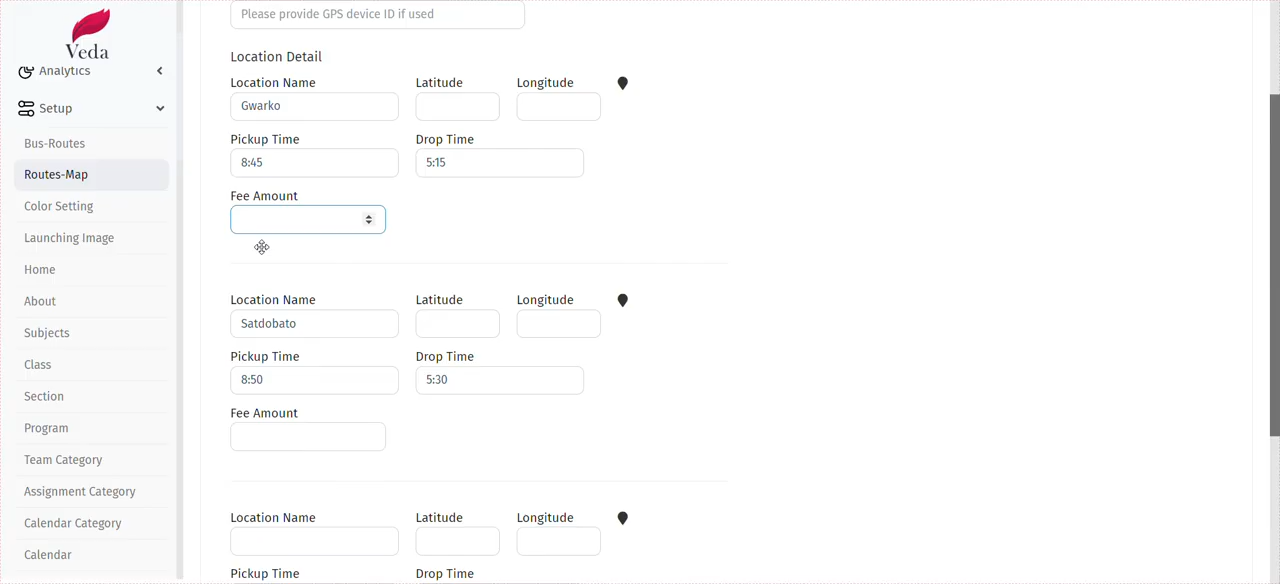 Veda
Analytics
Setup
Bus-Routes
Routes-Map
Color Setting
Launching Image
Home
About
Subjects
Class
Section
Program
Team Category
Assignment Category
Calendar Category
Calendar
Please provide GPS device ID if used
Location Detail
Location Name Latitude Longitude
Gwarko
Pickup Time Drop Time
8:45 5:15
Fee Amount
Location Name Latitude Longitude
Satdobato
Pickup Time Drop Time
8:50 5:30
Fee Amount
Location Name Latitude Longitude
Pickup Time Drop Time